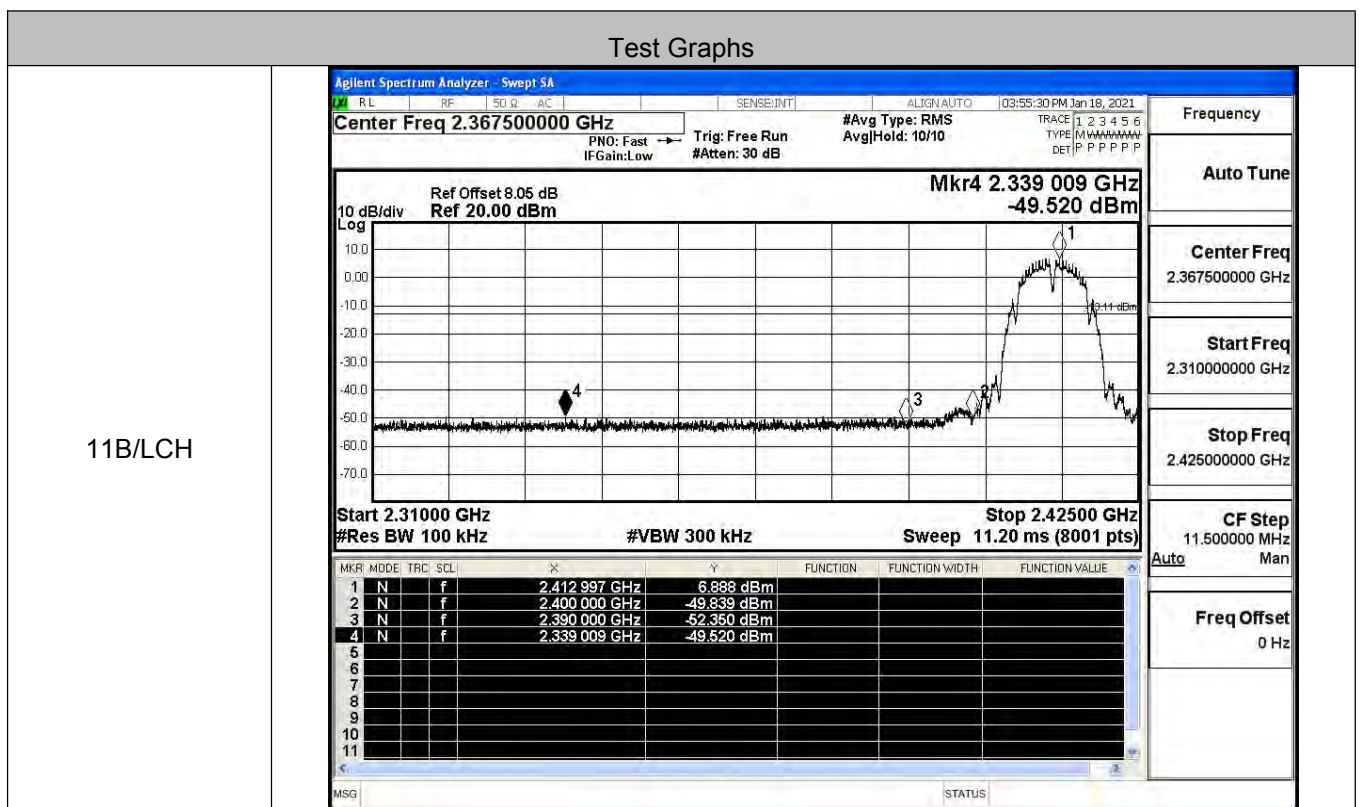 Test Graphs
11B/LCH
Agilent Spectrum Analyzer - Swept SA
RL RF 50 Ω AC SENSE:INT ALIGN AUTO 03:55:30 PM Jan 18, 2021
Center Freq 2.367500000 GHz
PNO: Fast
IFGain:Low
Trig: Free Run
#Atten: 30 dB
#Avg Type: RMS
Avg|Hold: 10/10
TRACE 1 2 3 4 5 6
TYPE M W W W W W
DET P P P P P P
Mkr4 2.339 009 GHz
-49.520 dBm
Ref Offset 8.05 dB
10 dB/div Ref 20.00 dBm
Log
10.0
0.00
-10.0
-20.0
-30.0
-40.0
-50.0
-60.0
-70.0
1
2
3
4
Start 2.31000 GHz Stop 2.42500 GHz
#Res BW 100 kHz #VBW 300 kHz Sweep 11.20 ms (8001 pts)
MKR MODE TRC SCL X Y FUNCTION FUNCTION WIDTH FUNCTION VALUE
1 N f 2.412 997 GHz 6.888 dBm
2 N f 2.400 000 GHz -49.839 dBm
3 N f 2.390 000 GHz -52.350 dBm
4 N f 2.339 009 GHz -49.520 dBm
5
6
7
8
9
10
11
MSG STATUS
Frequency
Auto Tune
Center Freq
2.367500000 GHz
Start Freq
2.310000000 GHz
Stop Freq
2.425000000 GHz
CF Step
11.500000 MHz
Auto Man
Freq Offset
0 Hz